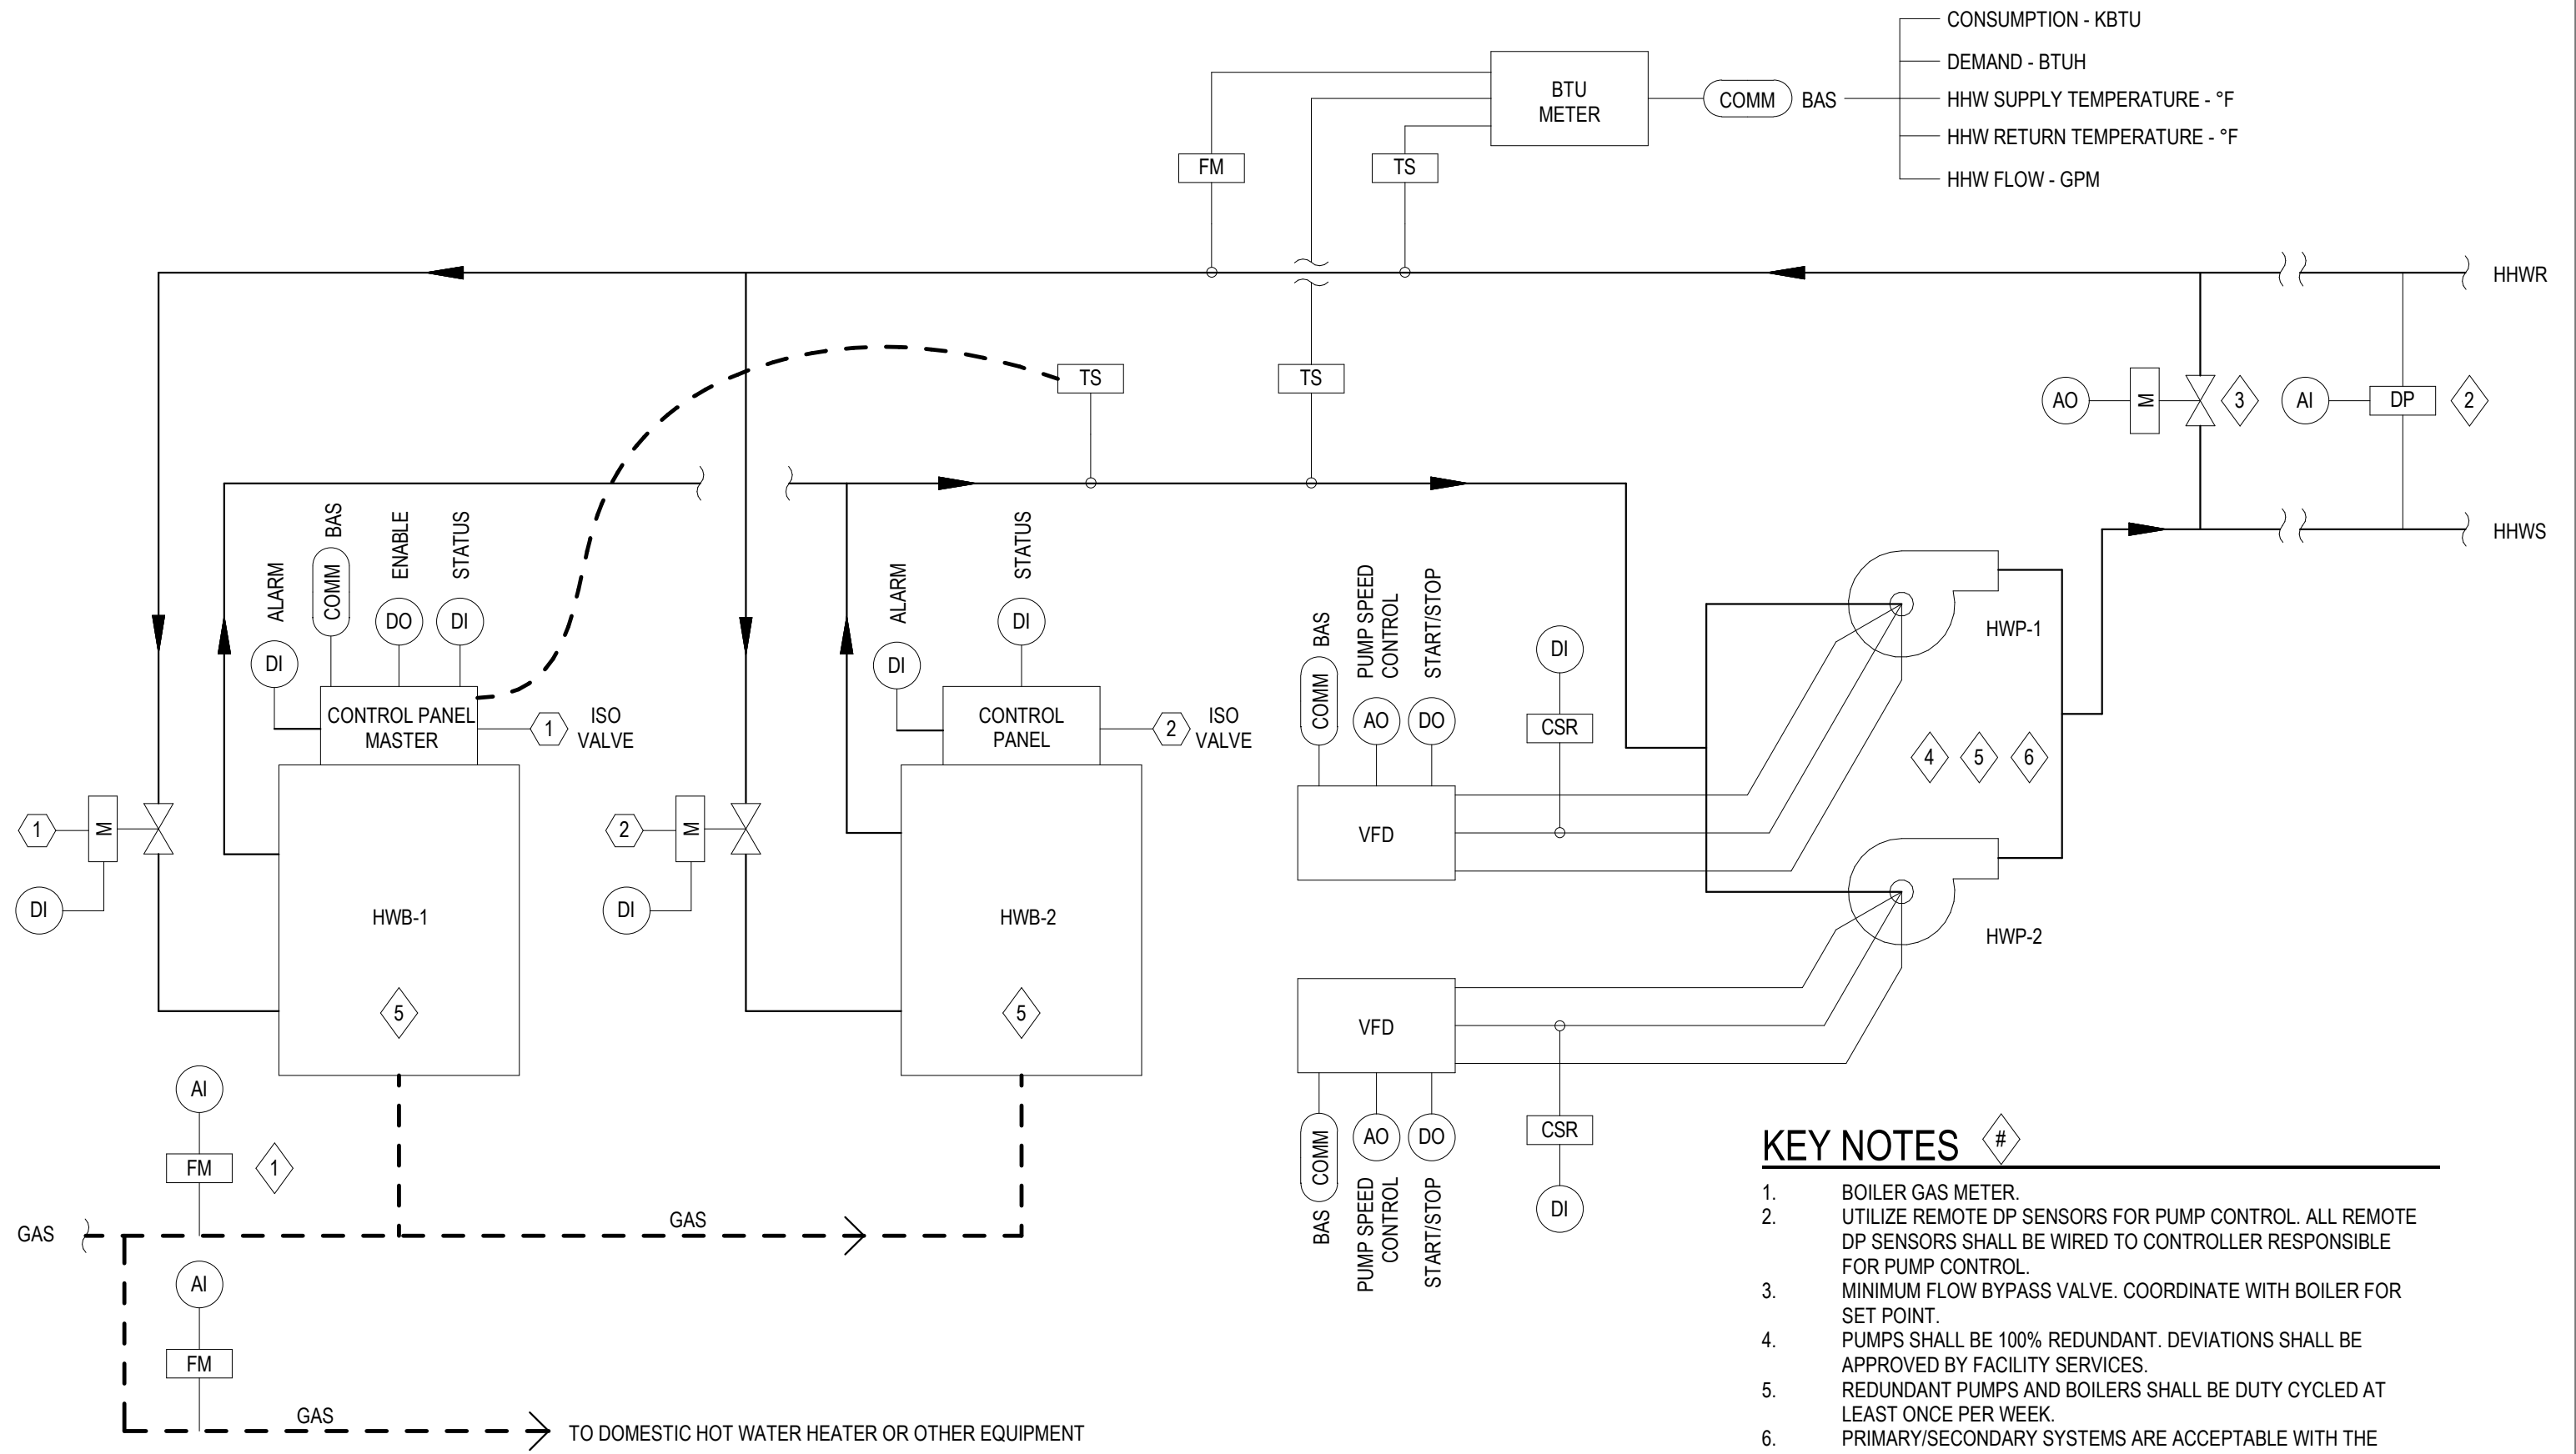 CONSUMPTION - KBTU
DEMAND - BTUH
BTU
METER
COMM
BAS
HHW SUPPLY TEMPERATURE - °F
HHW RETURN TEMPERATURE - °F
HHW FLOW - GPM
FM
TS
HHWR
TS
TS
AO
M
3
AI
DP
2
HHWS
ALARM
COMM
BAS
ENABLE
STATUS
DI
DO
DI
CONTROL PANEL
MASTER
1
ISO
VALVE
ALARM
STATUS
DI
DI
CONTROL
PANEL
2
ISO
VALVE
COMM
BAS
PUMP SPEED
CONTROL
START/STOP
AO
DO
DI
CSR
VFD
HWP-1
4
5
6
1
M
DI
HWB-1
5
2
M
DI
HWB-2
5
HWP-2
VFD
COMM
BAS
AO
PUMP SPEED
CONTROL
DO
START/STOP
CSR
DI
AI
FM
1
GAS
GAS
AI
FM
GAS
TO DOMESTIC HOT WATER HEATER OR OTHER EQUIPMENT
KEY NOTES #
1. BOILER GAS METER.
2. UTILIZE REMOTE DP SENSORS FOR PUMP CONTROL. ALL REMOTE
DP SENSORS SHALL BE WIRED TO CONTROLLER RESPONSIBLE
FOR PUMP CONTROL.
3. MINIMUM FLOW BYPASS VALVE. COORDINATE WITH BOILER FOR
SET POINT.
4. PUMPS SHALL BE 100% REDUNDANT. DEVIATIONS SHALL BE
APPROVED BY FACILITY SERVICES.
5. REDUNDANT PUMPS AND BOILERS SHALL BE DUTY CYCLED AT
LEAST ONCE PER WEEK.
6. PRIMARY/SECONDARY SYSTEMS ARE ACCEPTABLE WITH THE